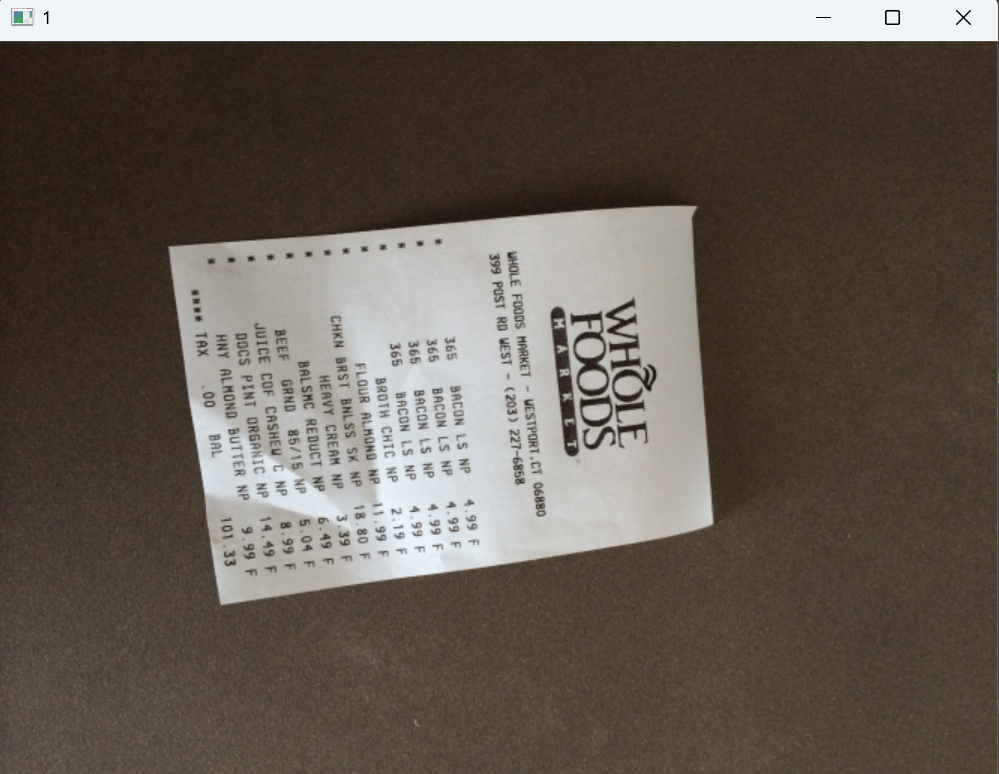 1
WHOLE
FOODS
MARKET
WHOLE FOODS MARKET - WESTPORT,CT 06880
399 POST RD WEST - (203) 227-6858
* 365 BACON LS NP 4.99 F
* 365 BACON LS NP 4.99 F
* 365 BACON LS NP 4.99 F
* 365 BACON LS NP 4.99 F
* BROTH CHIC NP 2.19 F
* FLOUR ALMOND NP 11.99 F
* CHKN BRST BNLSS SK NP 18.80 F
* HEAVY CREAM NP 3.39 F
* BALSMC REDUCT NP 6.49 F
* BEEF GRND 85/15 NP 5.04 F
* JUICE COF CASHEW C NP 8.99 F
* DOCS PINT ORGANIC NP 14.49 F
* HNY ALMOND BUTTER NP 9.99 F
**** TAX .00 BAL 101.33